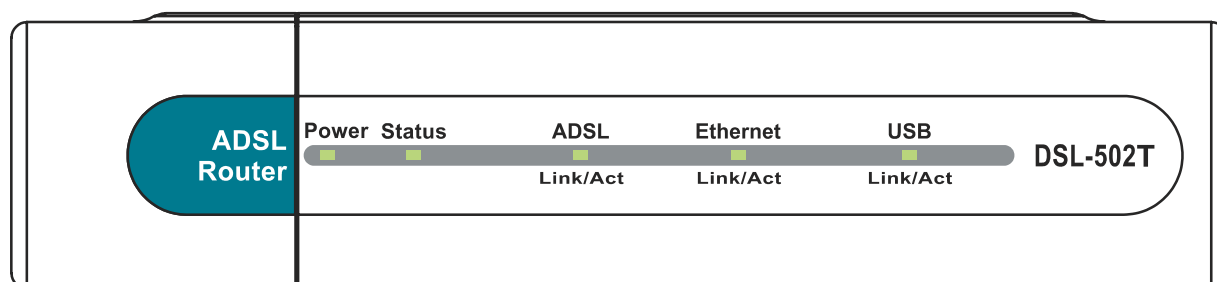 ADSL
Router
Power Status ADSL Ethernet USB
Link/Act Link/Act Link/Act
DSL-502T